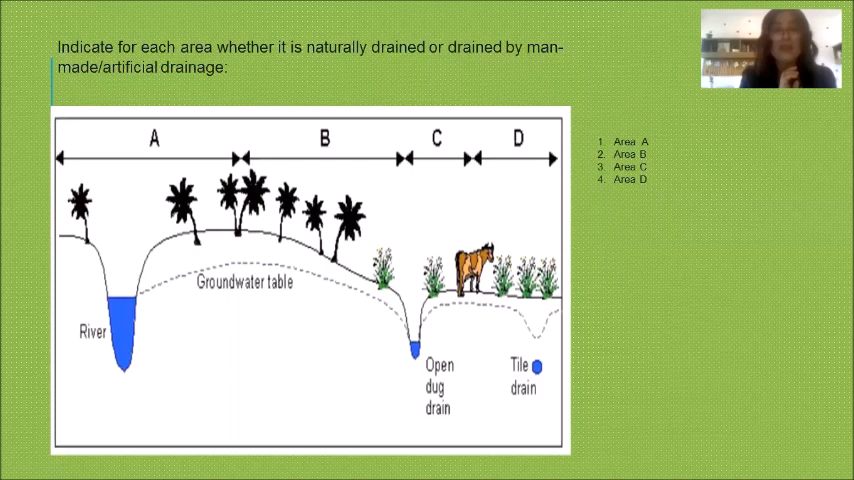 Indicate for each area whether it is naturally drained or drained by man-
made/artificial drainage:
A B C D
1. Area A
2. Area B
3. Area C
4. Area D
Groundwater table
River
Open
dug
drain
Tile
drain